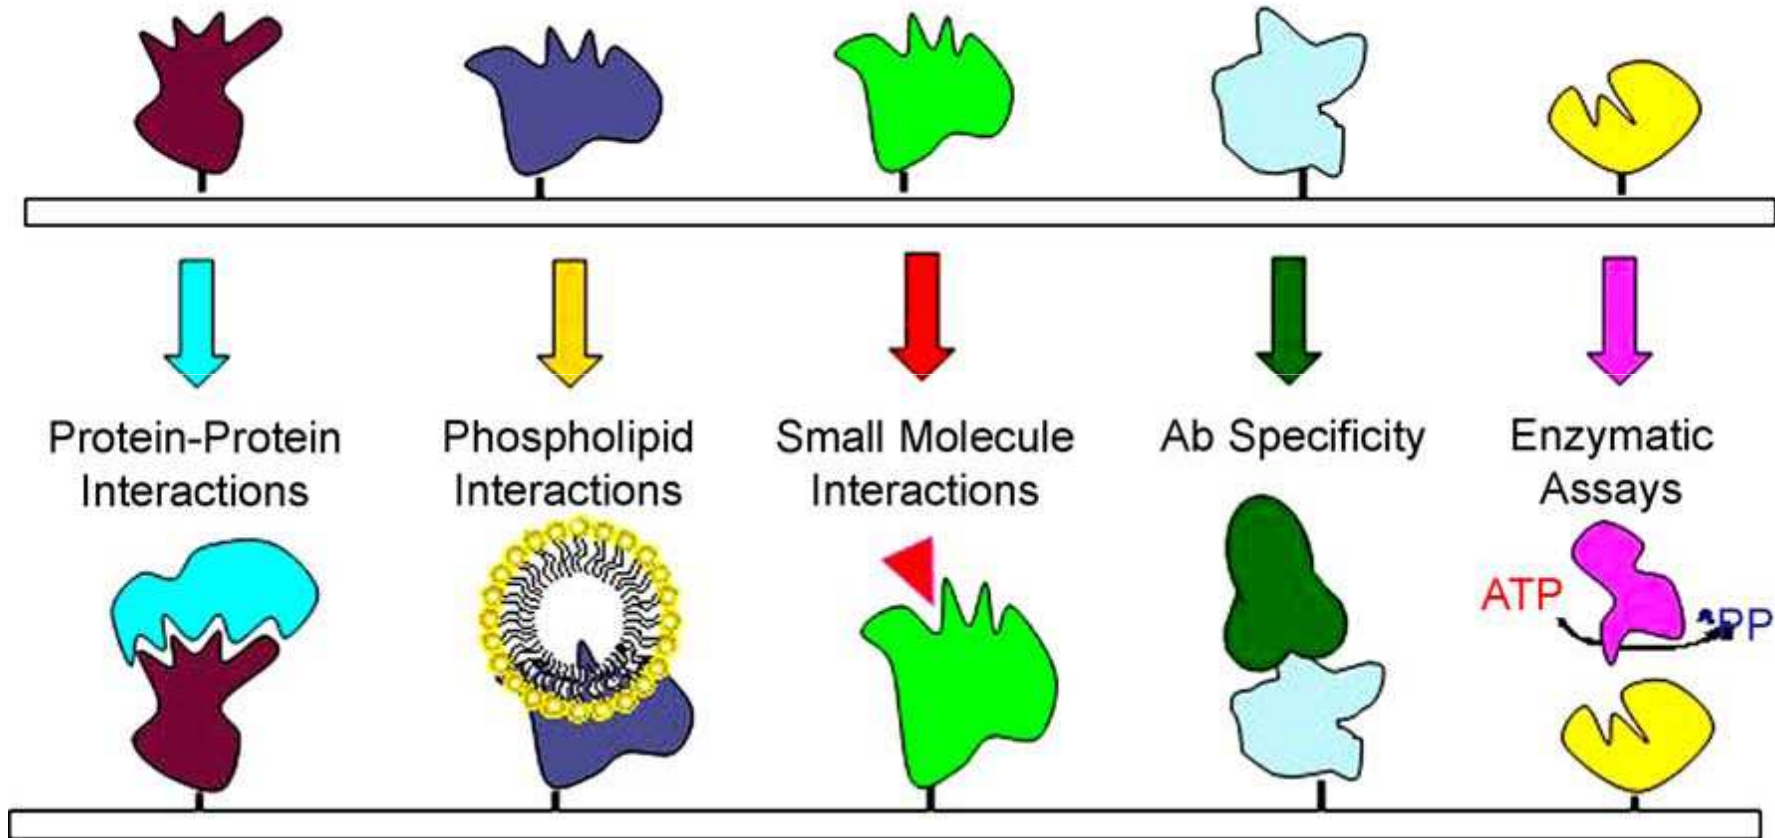 Protein-Protein
Interactions
Phospholipid
Interactions
Small Molecule
Interactions
Ab Specificity
Enzymatic
Assays
ATP